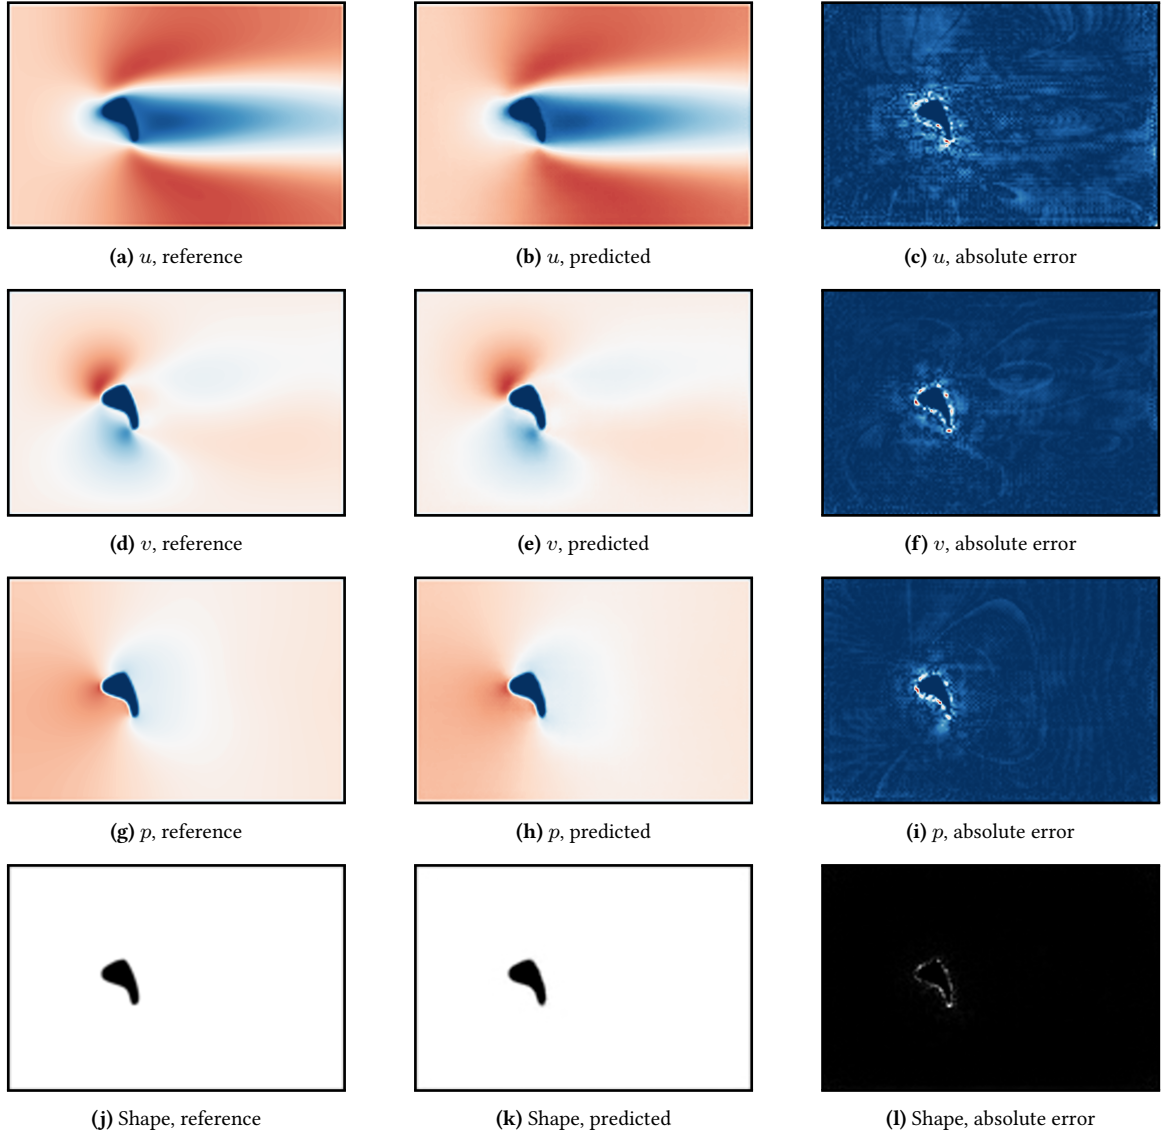 (a) u, reference
(b) u, predicted
(c) u, absolute error
(d) v, reference
(e) v, predicted
(f) v, absolute error
(g) p, reference
(h) p, predicted
(i) p, absolute error
(j) Shape, reference
(k) Shape, predicted
(l) Shape, absolute error